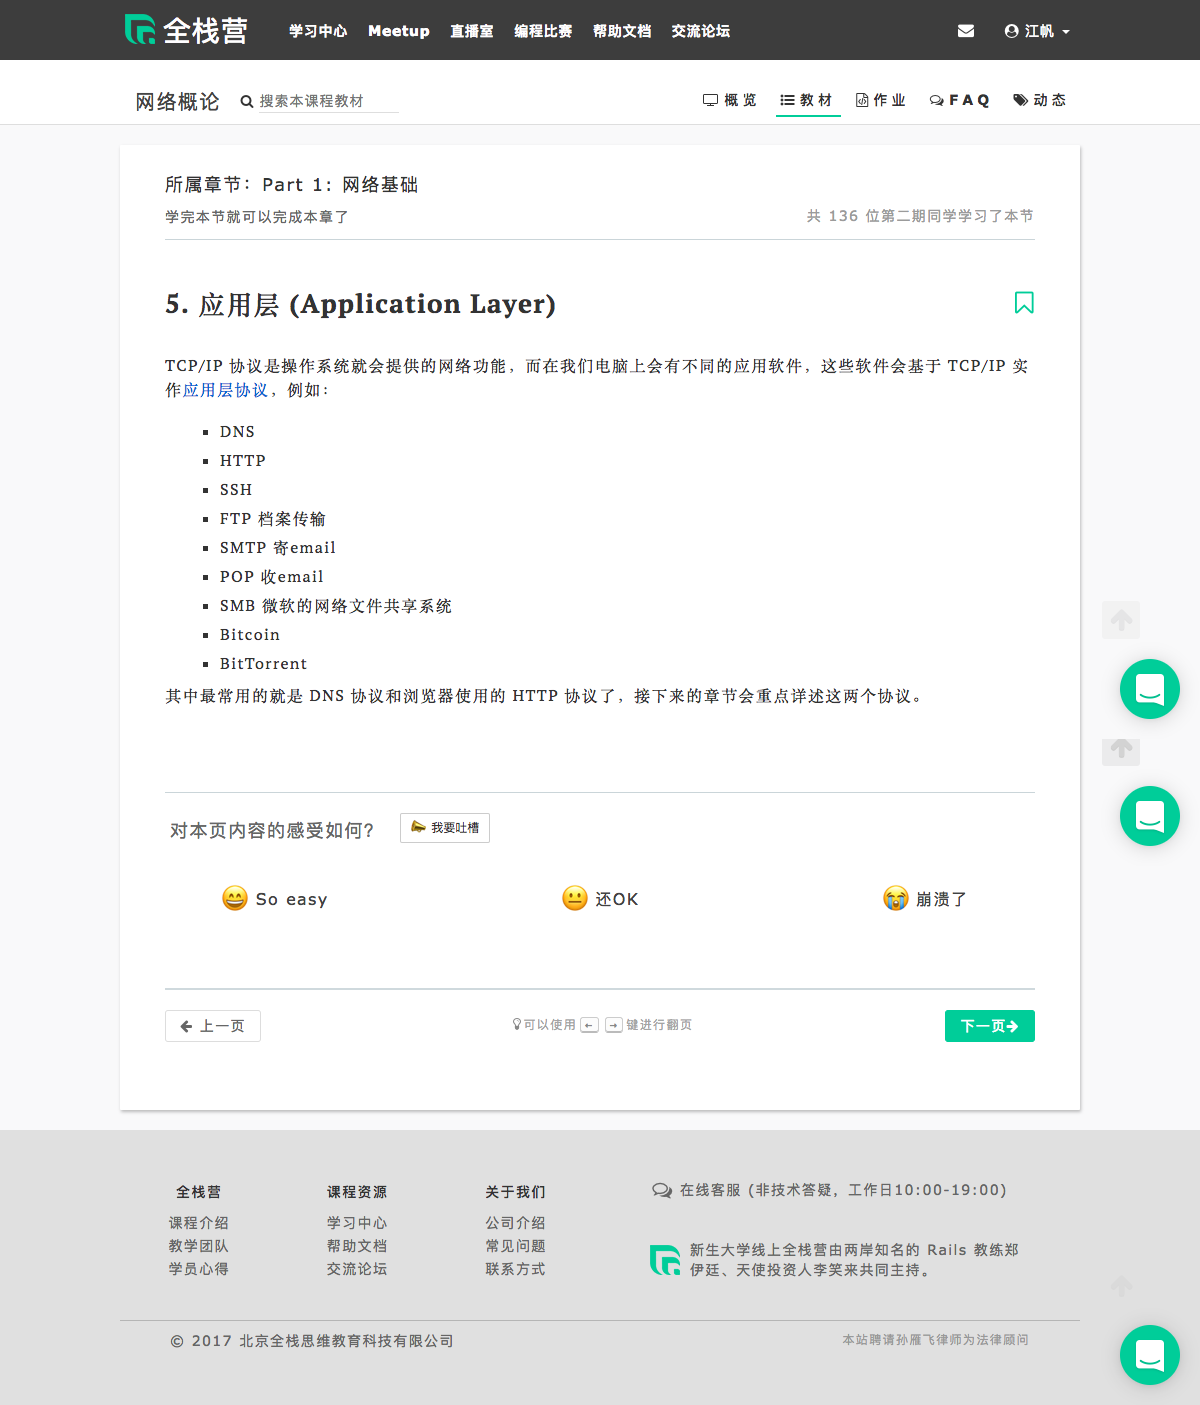 全栈营 学习中心 Meetup 直播室 编程比赛 帮助文档 交流论坛 江帆
网络概论 搜索本课程教材 概览 教材 作业 FAQ 动态
所属章节：Part 1: 网络基础
学完本节就可以完成本章了 共 136 位第二期同学学习了本节
5. 应用层 (Application Layer)
TCP/IP 协议是操作系统就会提供的网络功能，而在我们电脑上会有不同的应用软件，这些软件会基于 TCP/IP 实
作应用层协议，例如：
DNS
HTTP
SSH
FTP 档案传输
SMTP 寄email
POP 收email
SMB 微软的网络文件共享系统
Bitcoin
BitTorrent
其中最常用的就是 DNS 协议和浏览器使用的 HTTP 协议了，接下来的章节会重点详述这两个协议。
对本页内容的感受如何？ 我要吐槽
So easy 还OK 崩溃了
上一页 可以使用 ← → 键进行翻页 下一页
全栈营 课程资源 关于我们 在线客服 (非技术答疑，工作日10:00-19:00)
课程介绍 学习中心 公司介绍
教学团队 帮助文档 常见问题
学员心得 交流论坛 联系方式
新生大学线上全栈营由两岸知名的 Rails 教练郑
伊廷、天使投资人李笑来共同主持。
© 2017 北京全栈思维教育科技有限公司 本站聘请孙雁飞律师为法律顾问